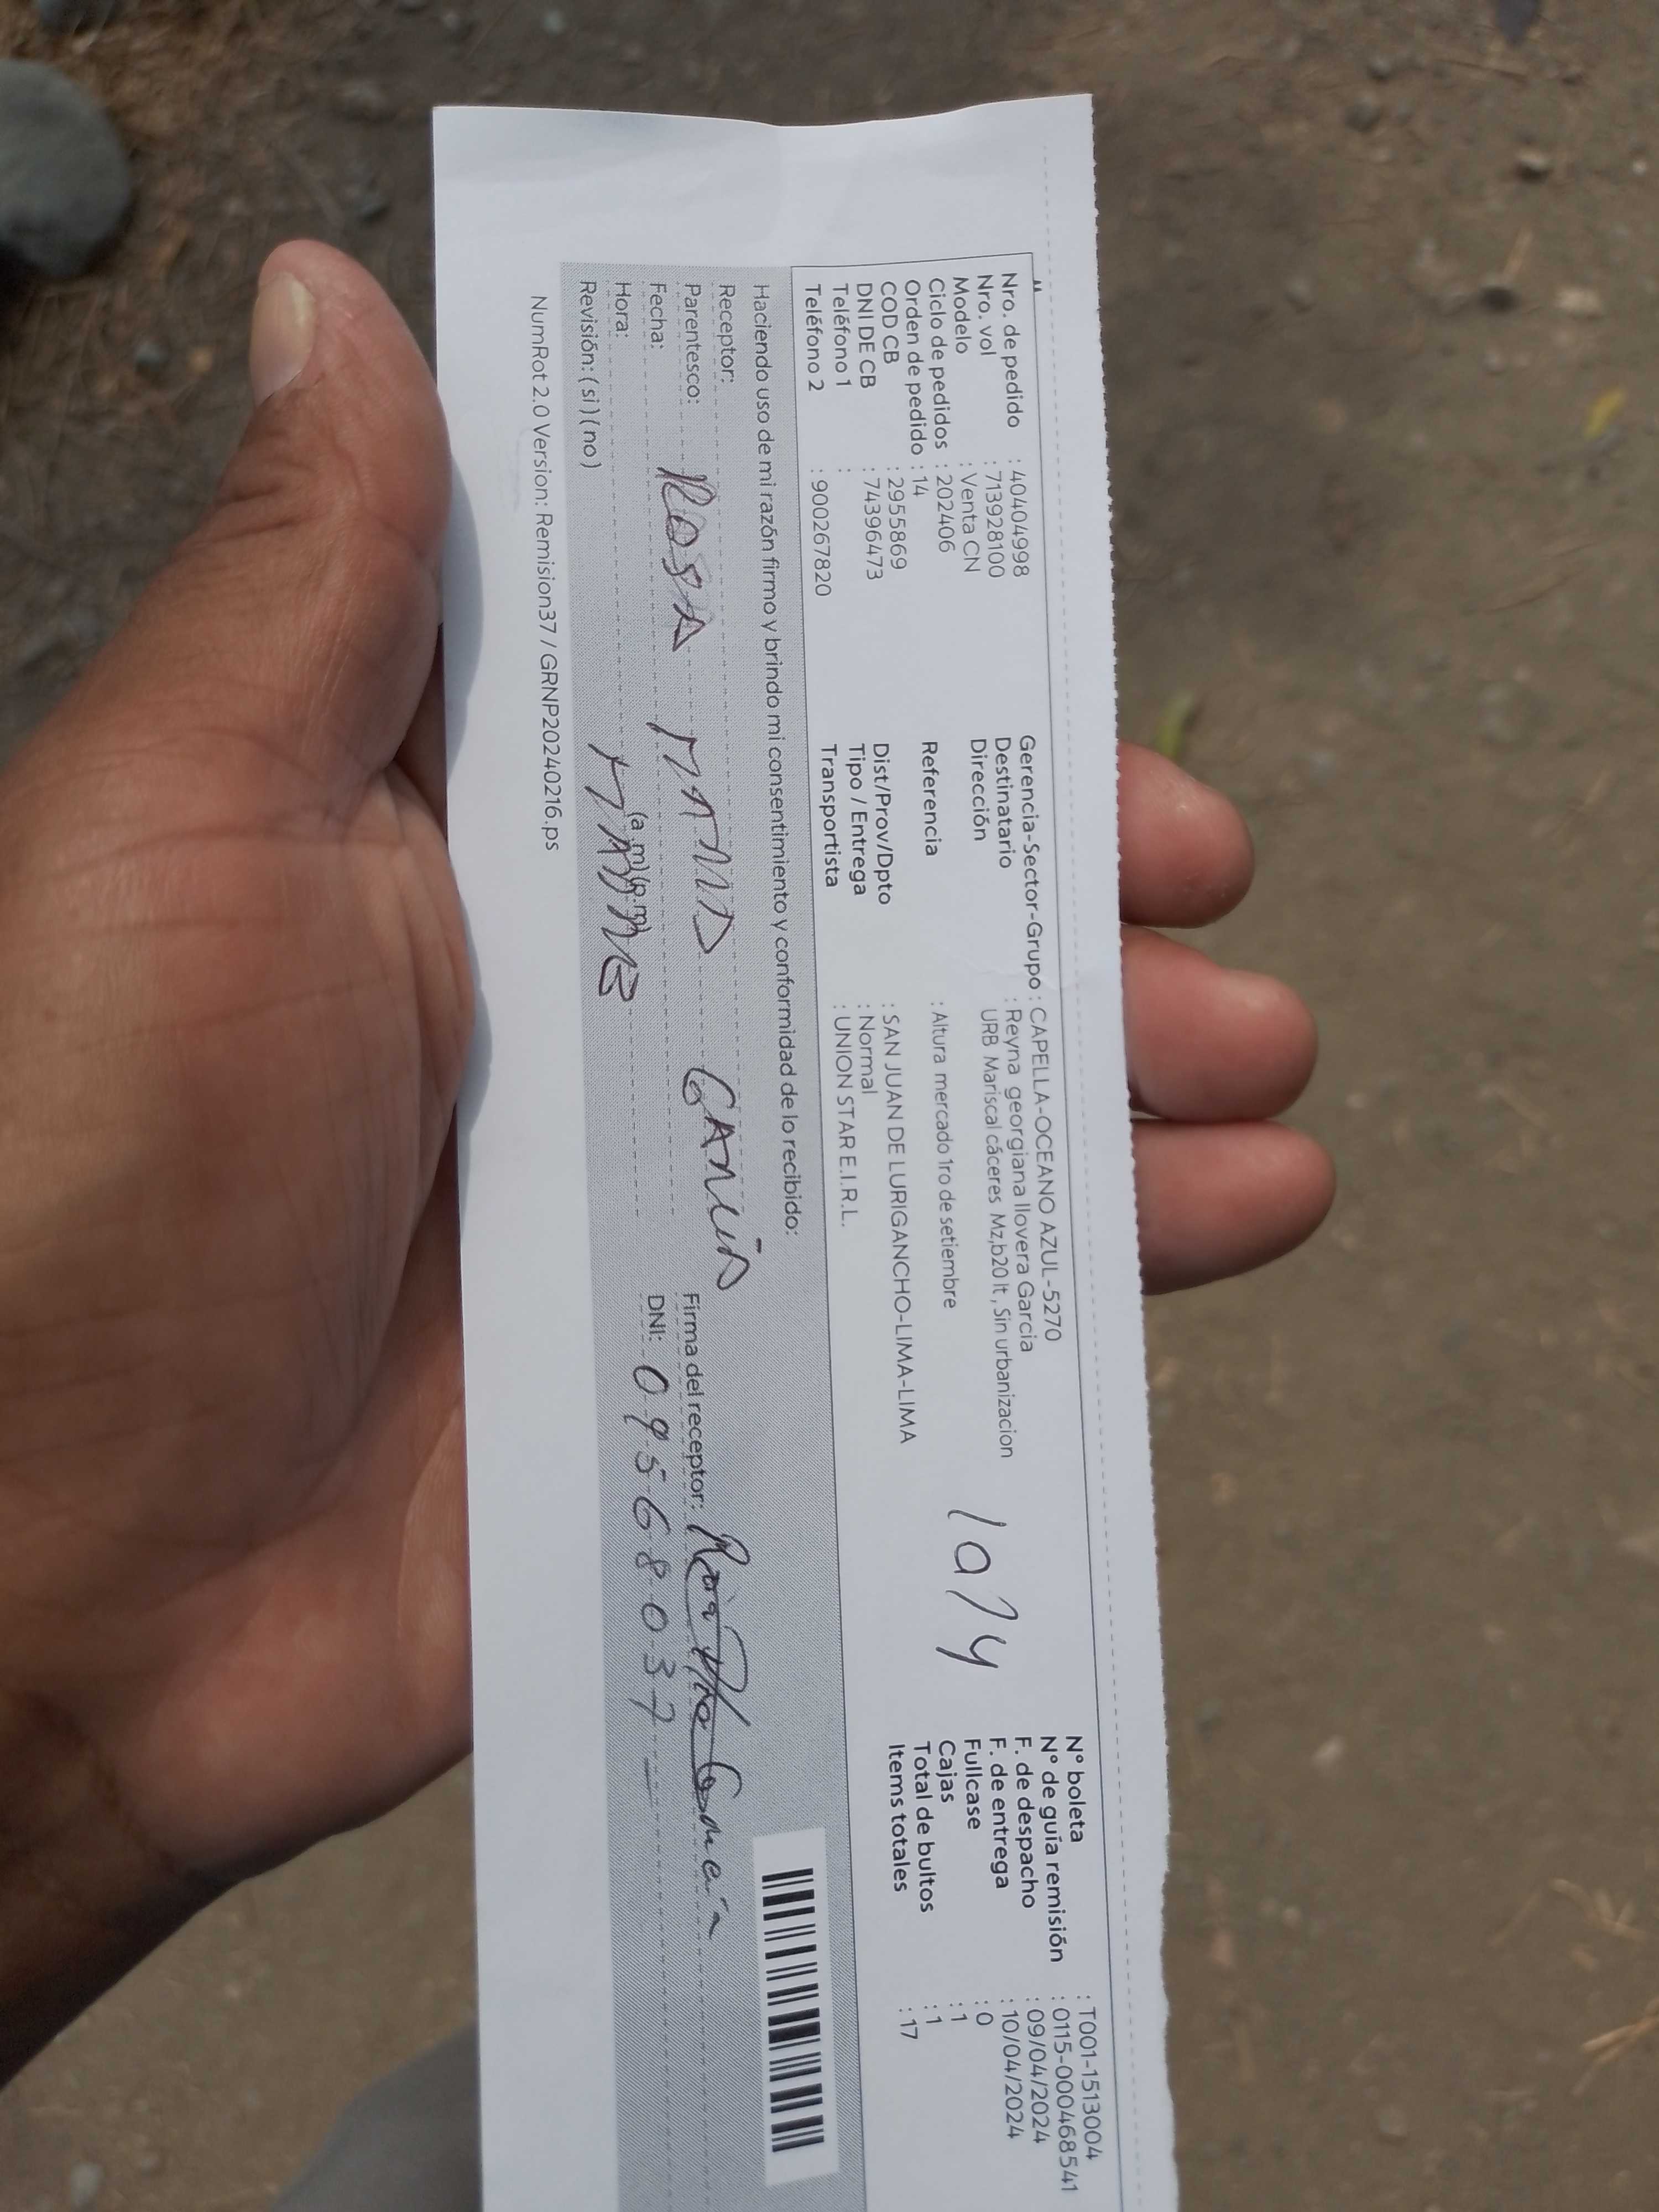 Nro. de pedido : 40404998
Nro. vol : 713928100
Modelo : Venta CN
Ciclo de pedidos : 202406
Orden de pedido : 14
COD CB : 2955869
DNI DE CB : 74396473
Teléfono 1 :
Teléfono 2 : 900267820
Gerencia-Sector-Grupo : CAPELLA-OCEANO AZUL-5270
Destinatario : Reyna georgiana llovera Garcia
Dirección URB Mariscal cáceres Mz,b20 lt , Sin urbanizacion
Referencia : Altura mercado 1ro de setiembre
Dist/Prov/Dpto : SAN JUAN DE LURIGANCHO-LIMA-LIMA
Tipo / Entrega : Normal
Transportista : UNION STAR E.I.R.L.
10/4
N° boleta : T001-1513004
N° de guía remisión : 0115-000468541
F. de despacho : 09/04/2024
F. de entrega : 10/04/2024
Fullcase : 0
Cajas : 1
Total de bultos : 1
Items totales : 17
Haciendo uso de mi razón firmo y brindo mi consentimiento y conformidad de lo recibido:
Receptor:
Parentesco: ROSA
Fecha:
Hora: (a.m)(p.m)
Revisión: ( si ) ( no )
Firma del receptor: Rosa
DNI: 09568037
NumRot 2.0 Version: Remision37 / GRNP20240216.ps